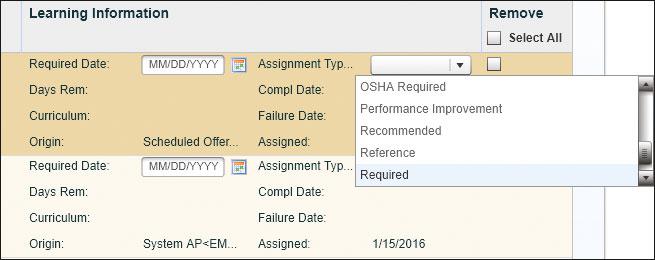 Learning Information Remove
Select All
Required Date: MM/DD/YYYY Assignment Typ...
OSHA Required
Days Rem: Compl Date:
Performance Improvement
Curriculum: Failure Date:
Recommended
Origin: Scheduled Offer... Assigned:
Reference
Required Date: MM/DD/YYYY Assignment Typ...
Required
Days Rem: Compl Date:
Curriculum: Failure Date:
Origin: System AP<EM... Assigned: 1/15/2016